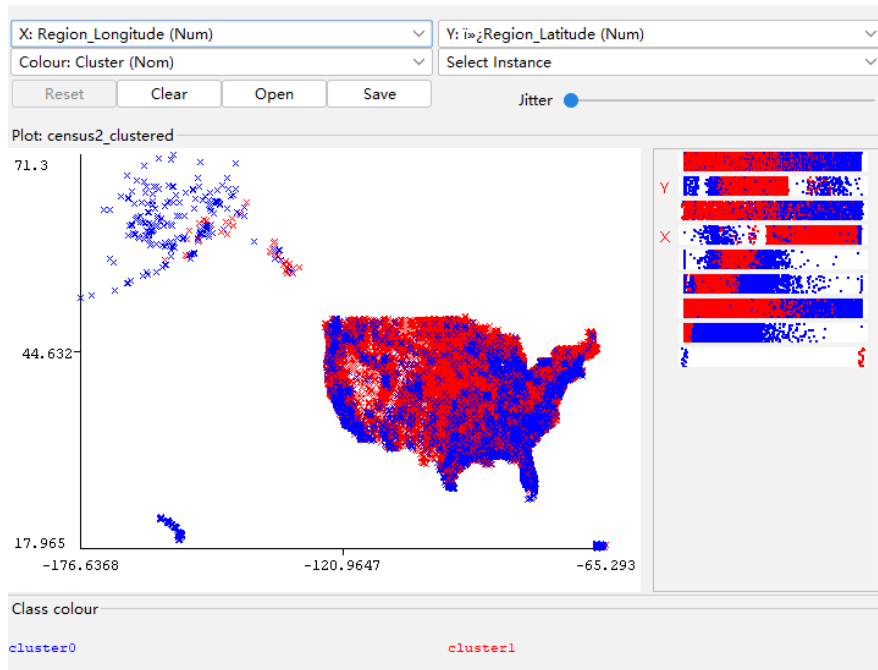 X: Region_Longitude (Num) Y: ï»¿Region_Latitude (Num)
Colour: Cluster (Nom) Select Instance
Reset Clear Open Save Jitter
Plot: census2_clustered
71.3
44.632
17.965
-176.6368 -120.9647 -65.293
Y
X
Class colour
cluster0 cluster1